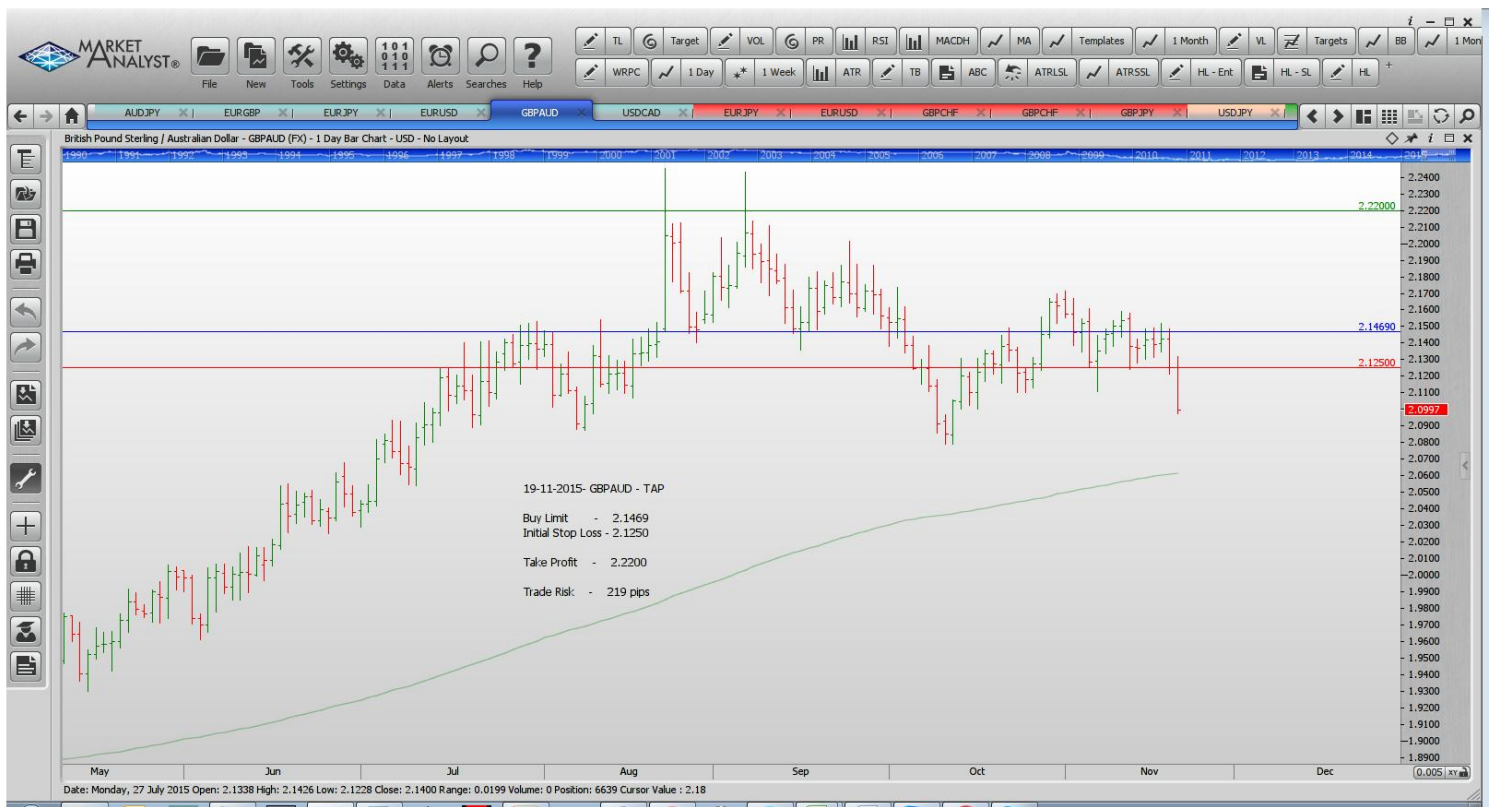 i
MARKET
ANALYST®
File New Tools Settings Data Alerts Searches Help
101
010
111
TL Target VOL PR RSI MACDH MA Templates 1 Month VL Targets BB 1 Mon
WRPC 1 Day 1 Week ATR TB ABC ATRLSL ATRSSL HL - Ent HL - SL HL +
AUDJPY EURGBP EURJPY EURUSD GBPAUD USDCAD EURJPY EURUSD GBPCHF GBPCHF GBPJPY USDJPY
British Pound Sterling / Australian Dollar - GBPAUD (FX) - 1 Day Bar Chart - USD - No Layout
1990 1991 1992 1993 1994 1995 1996 1997 1998 1999 2000 2001 2002 2003 2004 2005 2006 2007 2008 2009 2010 2011 2012 2013 2014 2015
2.2400
2.2300
2.22000 2.2200
2.2100
2.2000
2.1900
2.1800
2.1700
2.1600
2.1500
2.14690
2.1400
2.1300
2.12500
2.1200
2.1100
2.0997
2.0900
2.0800
2.0700
2.0600
2.0500
2.0400
2.0300
2.0200
2.0100
2.0000
1.9900
1.9800
1.9700
1.9600
1.9500
1.9400
1.9300
1.9200
1.9100
1.9000
1.8900
19-11-2015- GBPAUD - TAP
Buy Limit - 2.1469
Initial Stop Loss - 2.1250
Take Profit - 2.2200
Trade Risk - 219 pips
May Jun Jul Aug Sep Oct Nov Dec 0.005 XY
Date: Monday, 27 July 2015 Open: 2.1338 High: 2.1426 Low: 2.1228 Close: 2.1400 Range: 0.0199 Volume: 0 Position: 6639 Cursor Value : 2.18